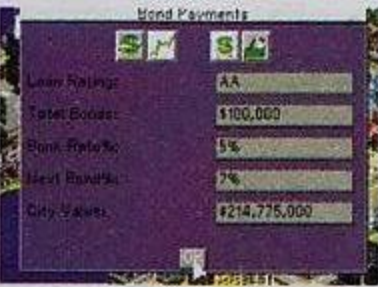 Bond Payments
Loan Rating: AA
Total Bonds: $100,000
Bank Rate%: 5%
Next Bond%: 7%
City Value: $214,775,000